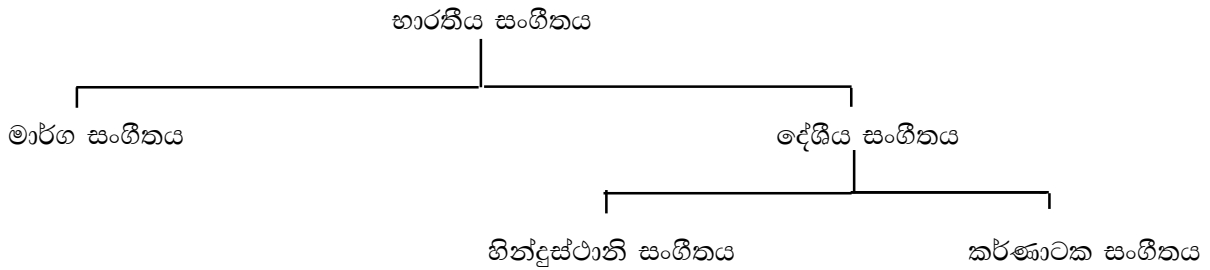 භාරතීය සංගීතය
මාර්ග සංගීතය දේශීය සංගීතය
හින්දුස්ථානි සංගීතය කර්ණාටක සංගීතය